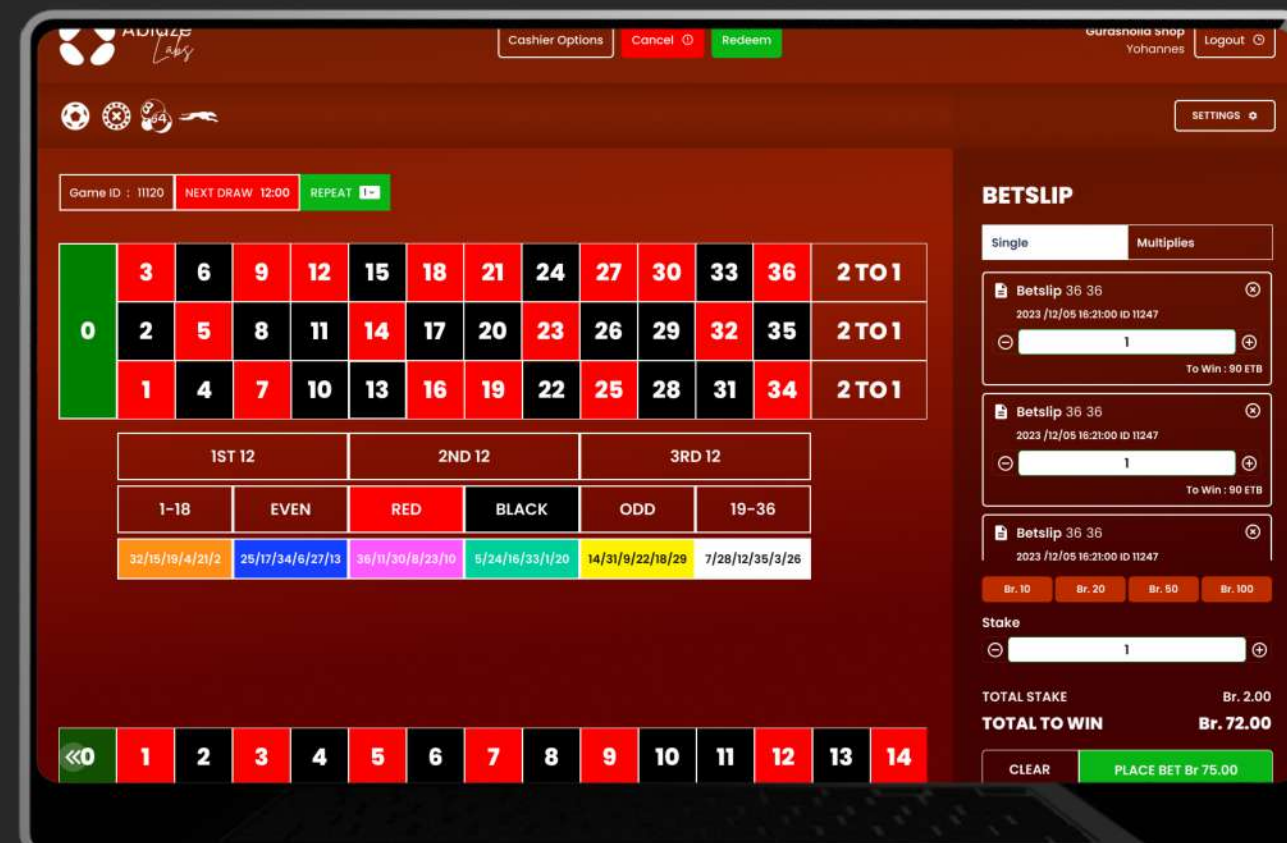 Ablaze
Labs
Cashier Options
Cancel
Redeem
Gurasholla Shop
Yohannes
Logout
64
SETTINGS
Game ID : 11120
NEXT DRAW 12:00
REPEAT 1
3 6 9 12 15 18 21 24 27 30 33 36 2 TO 1
0 2 5 8 11 14 17 20 23 26 29 32 35 2 TO 1
1 4 7 10 13 16 19 22 25 28 31 34 2 TO 1
1ST 12 2ND 12 3RD 12
1-18 EVEN RED BLACK ODD 19-36
32/15/19/4/21/2 25/17/34/6/27/13 36/11/30/8/23/10 5/24/16/33/1/20 14/31/9/22/18/29 7/28/12/35/3/26
0 1 2 3 4 5 6 7 8 9 10 11 12 13 14
BETSLIP
Single Multiplies
Betslip 36 36
2023 /12/05 16:21:00 ID 11247
1
To Win : 90 ETB
Betslip 36 36
2023 /12/05 16:21:00 ID 11247
1
To Win : 90 ETB
Betslip 36 36
2023 /12/05 16:21:00 ID 11247
Br. 10 Br. 20 Br. 50 Br. 100
Stake
1
TOTAL STAKE Br. 2.00
TOTAL TO WIN Br. 72.00
CLEAR PLACE BET Br 75.00